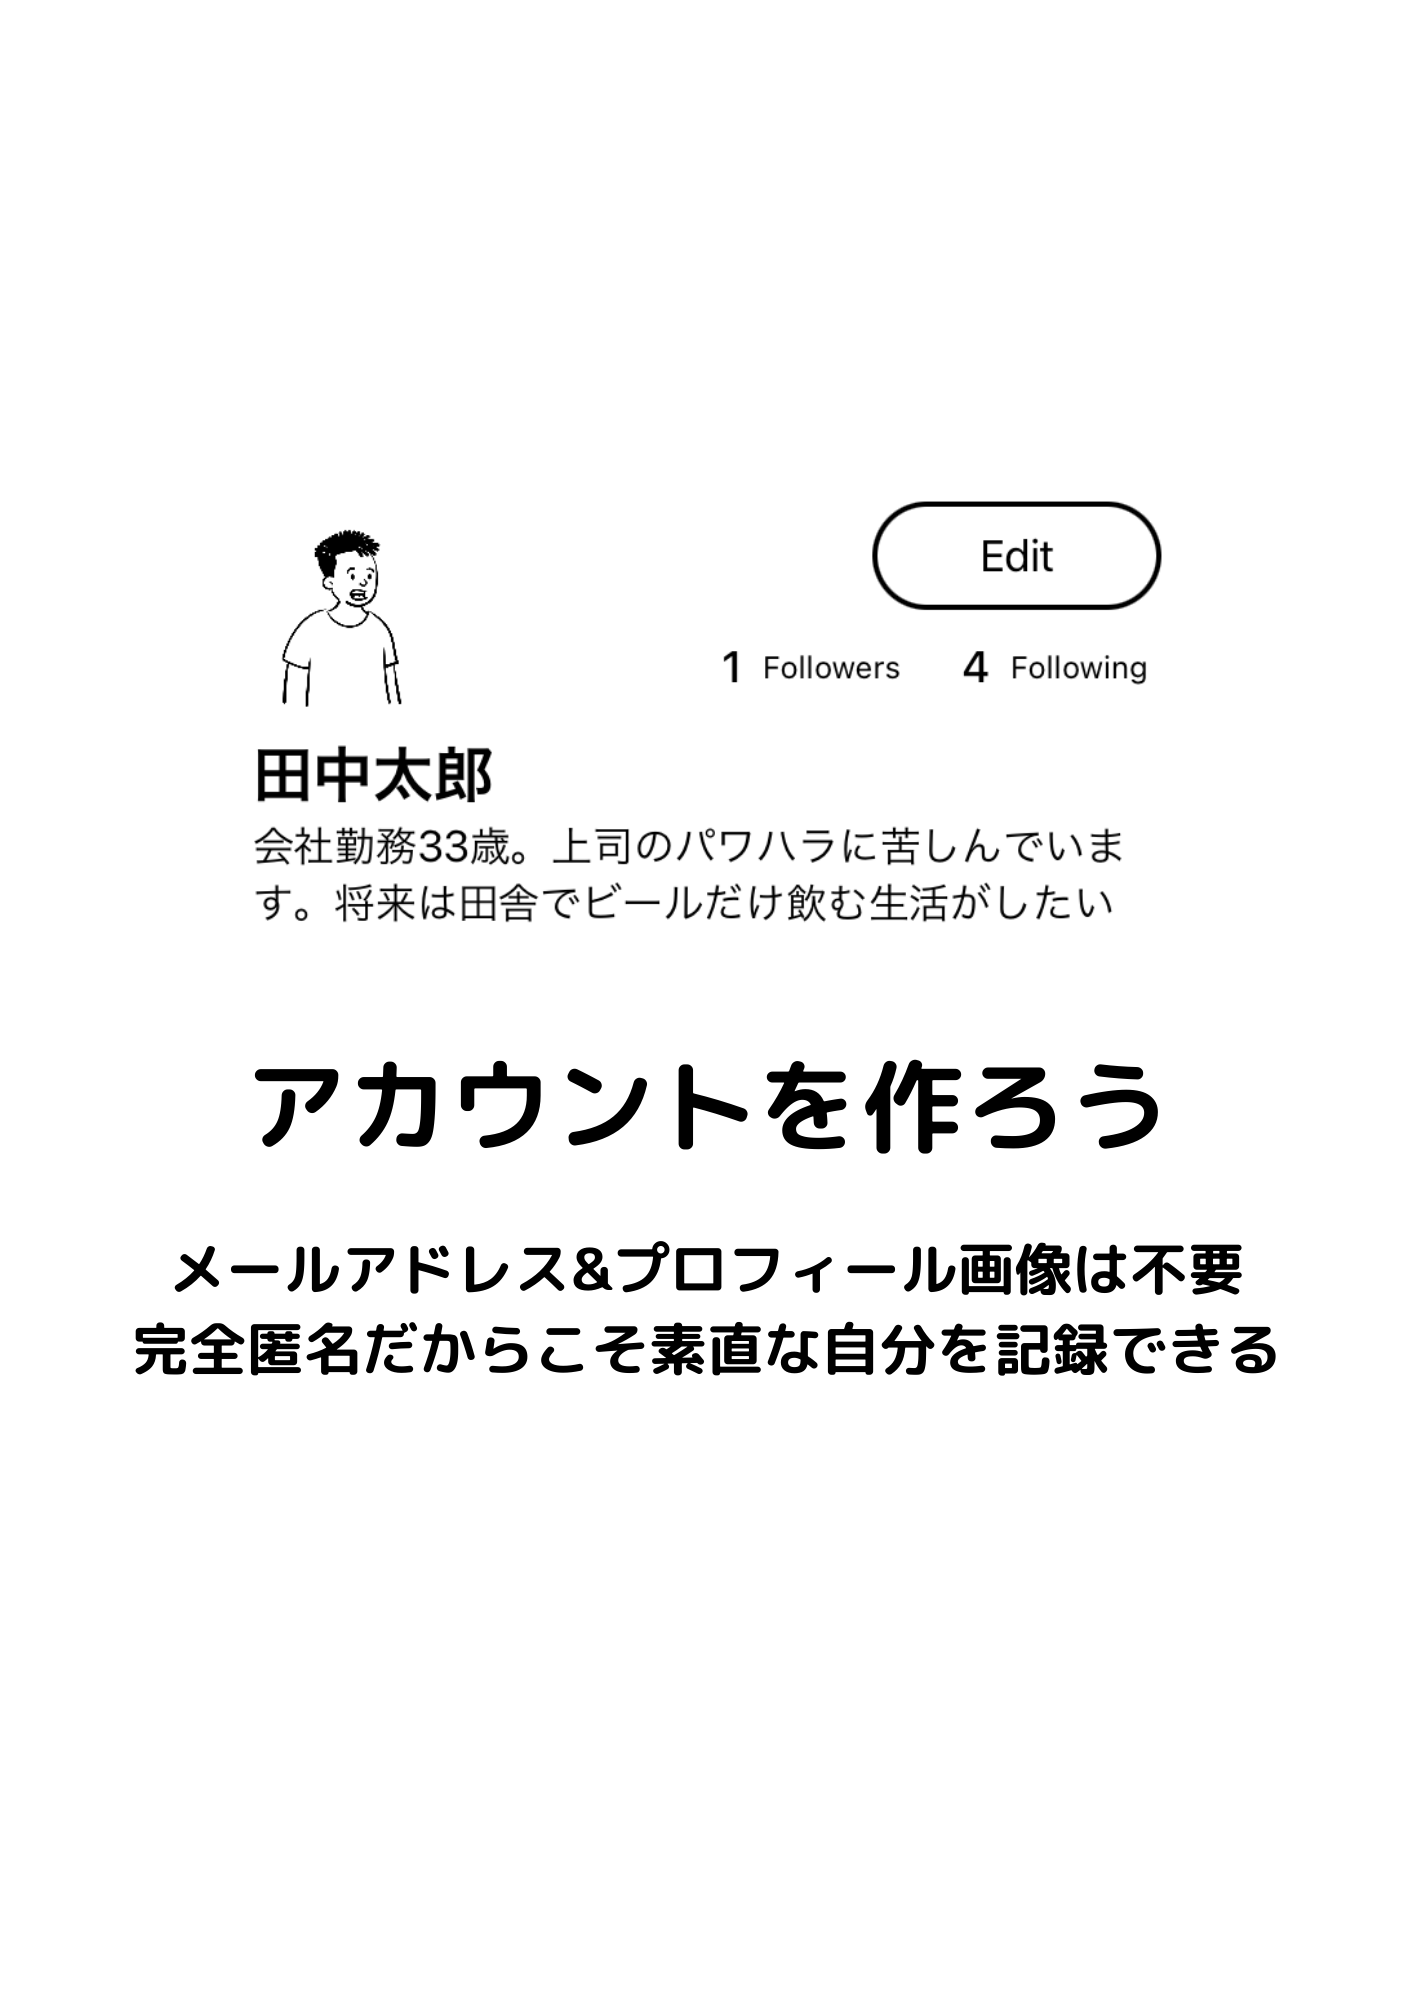 Edit
1 Followers 4 Following
田中太郎
会社勤務33歳。上司のパワハラに苦しんでいま
す。将来は田舎でビールだけ飲む生活がしたい
アカウントを作ろう
メールアドレス&プロフィール画像は不要
完全匿名だからこそ素直な自分を記録できる